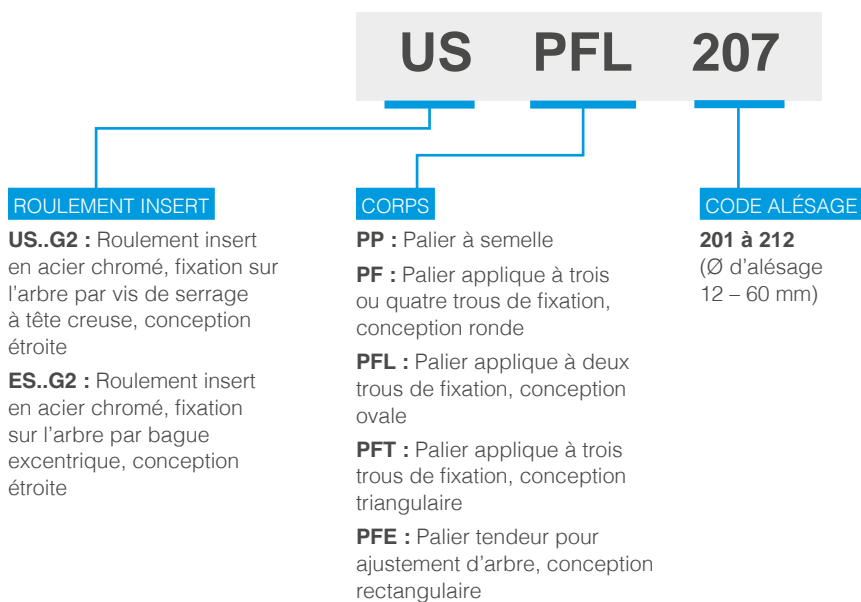 US PFL 207
ROULEMENT INSERT
US..G2 : Roulement insert
en acier chromé, fixation sur
l'arbre par vis de serrage
à tête creuse, conception
étroite
ES..G2 : Roulement insert
en acier chromé, fixation
sur l'arbre par bague
excentrique, conception
étroite
CORPS
PP : Palier à semelle
PF : Palier applique à trois
ou quatre trous de fixation,
conception ronde
PFL : Palier applique à deux
trous de fixation, conception
ovale
PFT : Palier applique à trois
trous de fixation, conception
triangulaire
PFE : Palier tendeur pour
ajustement d'arbre, conception
rectangulaire
CODE ALÉSAGE
201 à 212
(Ø d'alésage
12 – 60 mm)